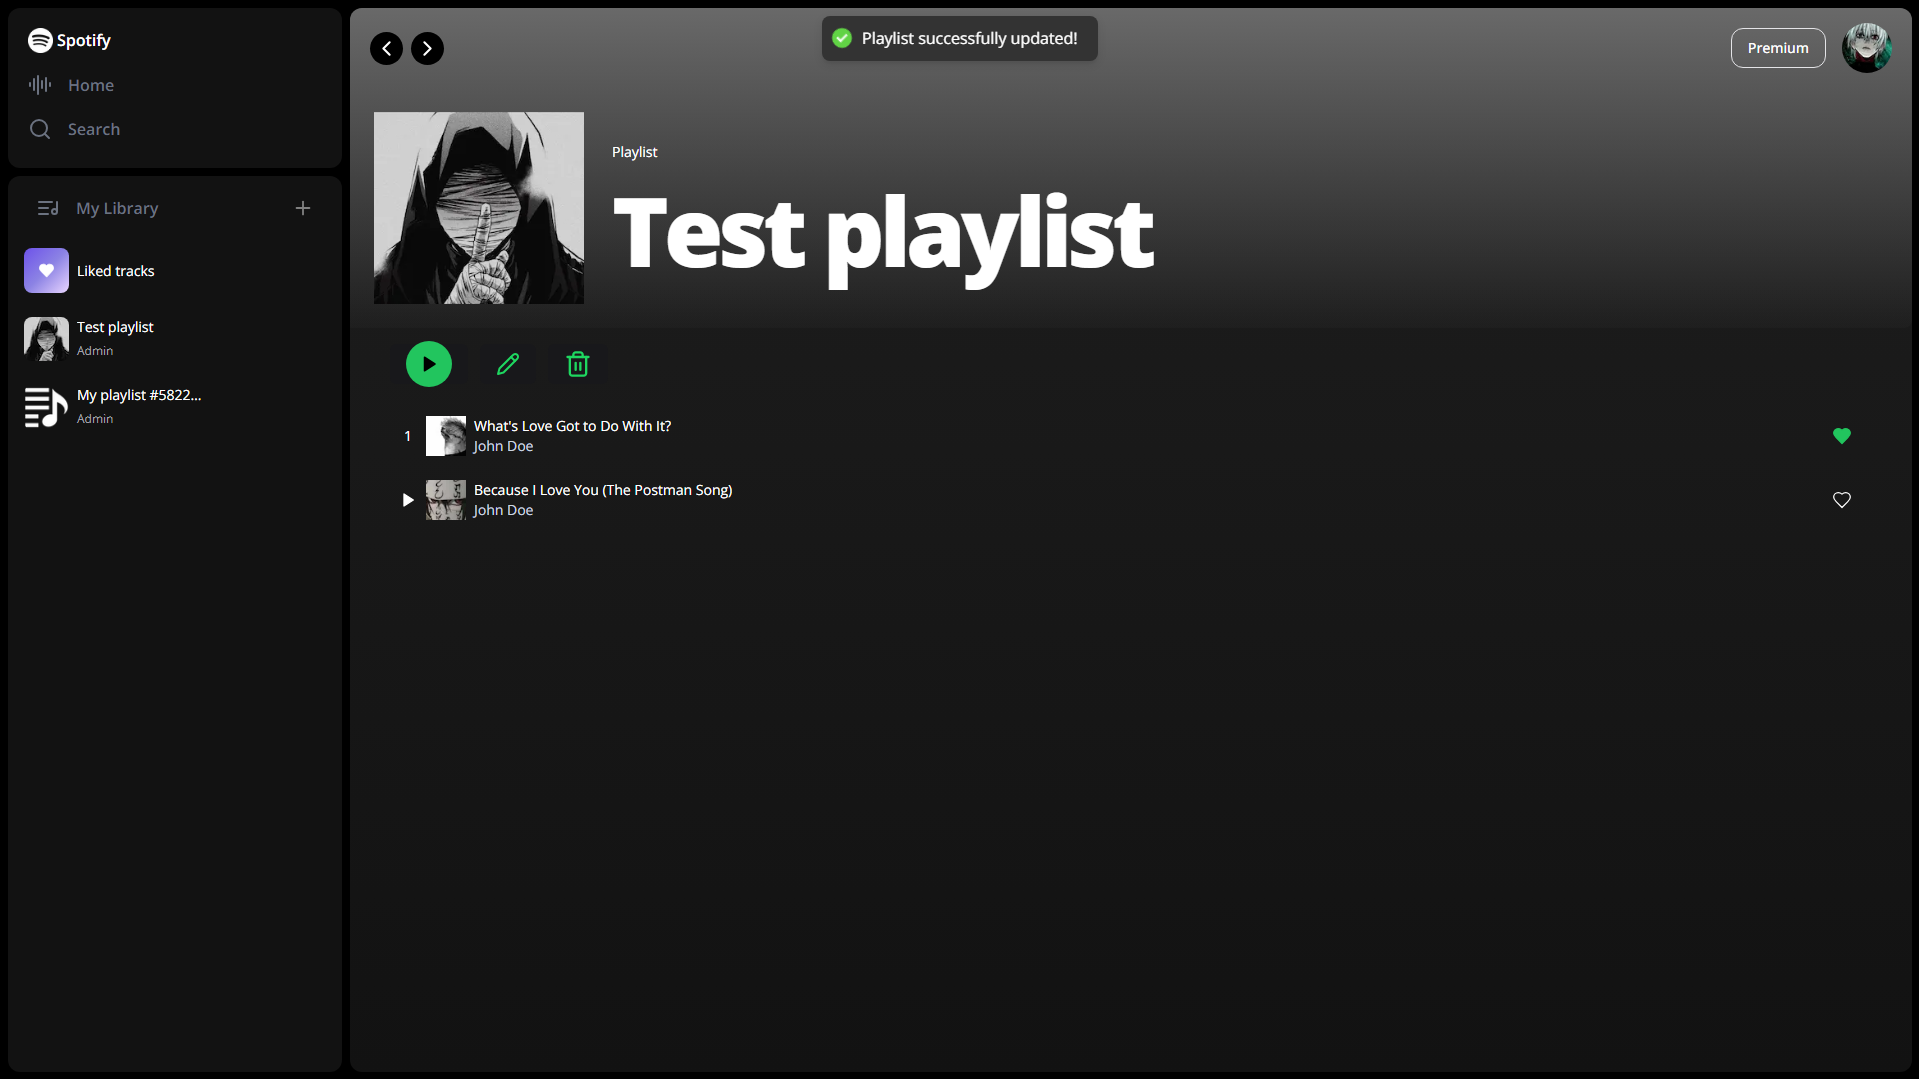 Spotify
Home
Search
My Library
Liked tracks
Test playlist
Admin
My playlist #5822...
Admin
Playlist successfully updated!
Premium
Playlist
Test playlist
1
What's Love Got to Do With It?
John Doe
Because I Love You (The Postman Song)
John Doe